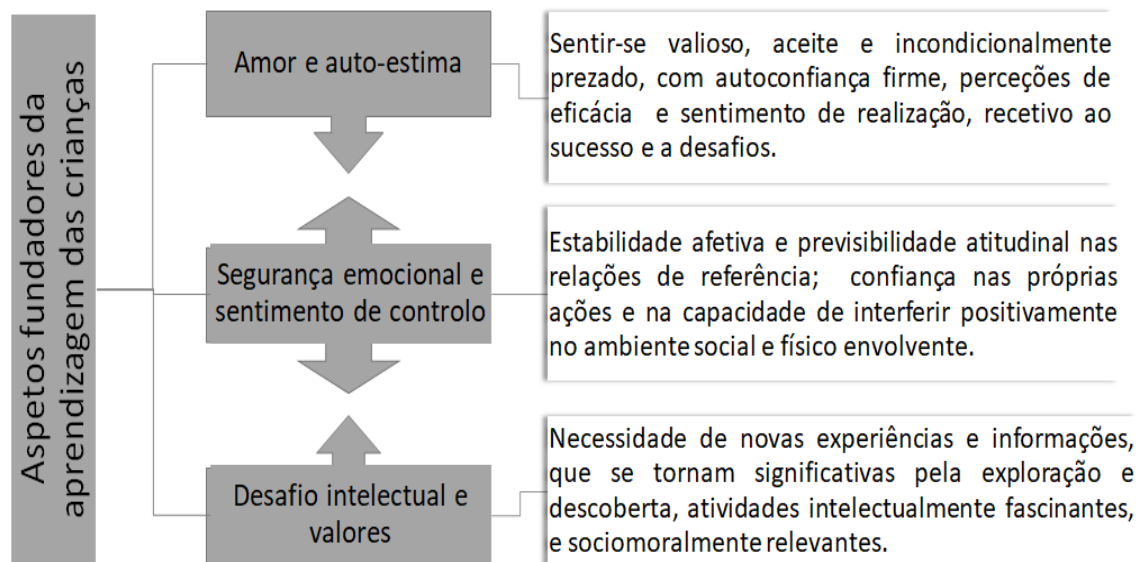 Aspetos fundadores da
aprendizagem das crianças
Amor e auto-estima
Sentir-se valioso, aceite e incondicionalmente
prezado, com autoconfiança firme, perceções de
eficácia e sentimento de realização, recetivo ao
sucesso e a desafios.
Segurança emocional e
sentimento de controlo
Estabilidade afetiva e previsibilidade atitudinal nas
relações de referência; confiança nas próprias
ações e na capacidade de interferir positivamente
no ambiente social e físico envolvente.
Desafio intelectual e
valores
Necessidade de novas experiências e informações,
que se tornam significativas pela exploração e
descoberta, atividades intelectualmente fascinantes,
e sociomoralmente relevantes.